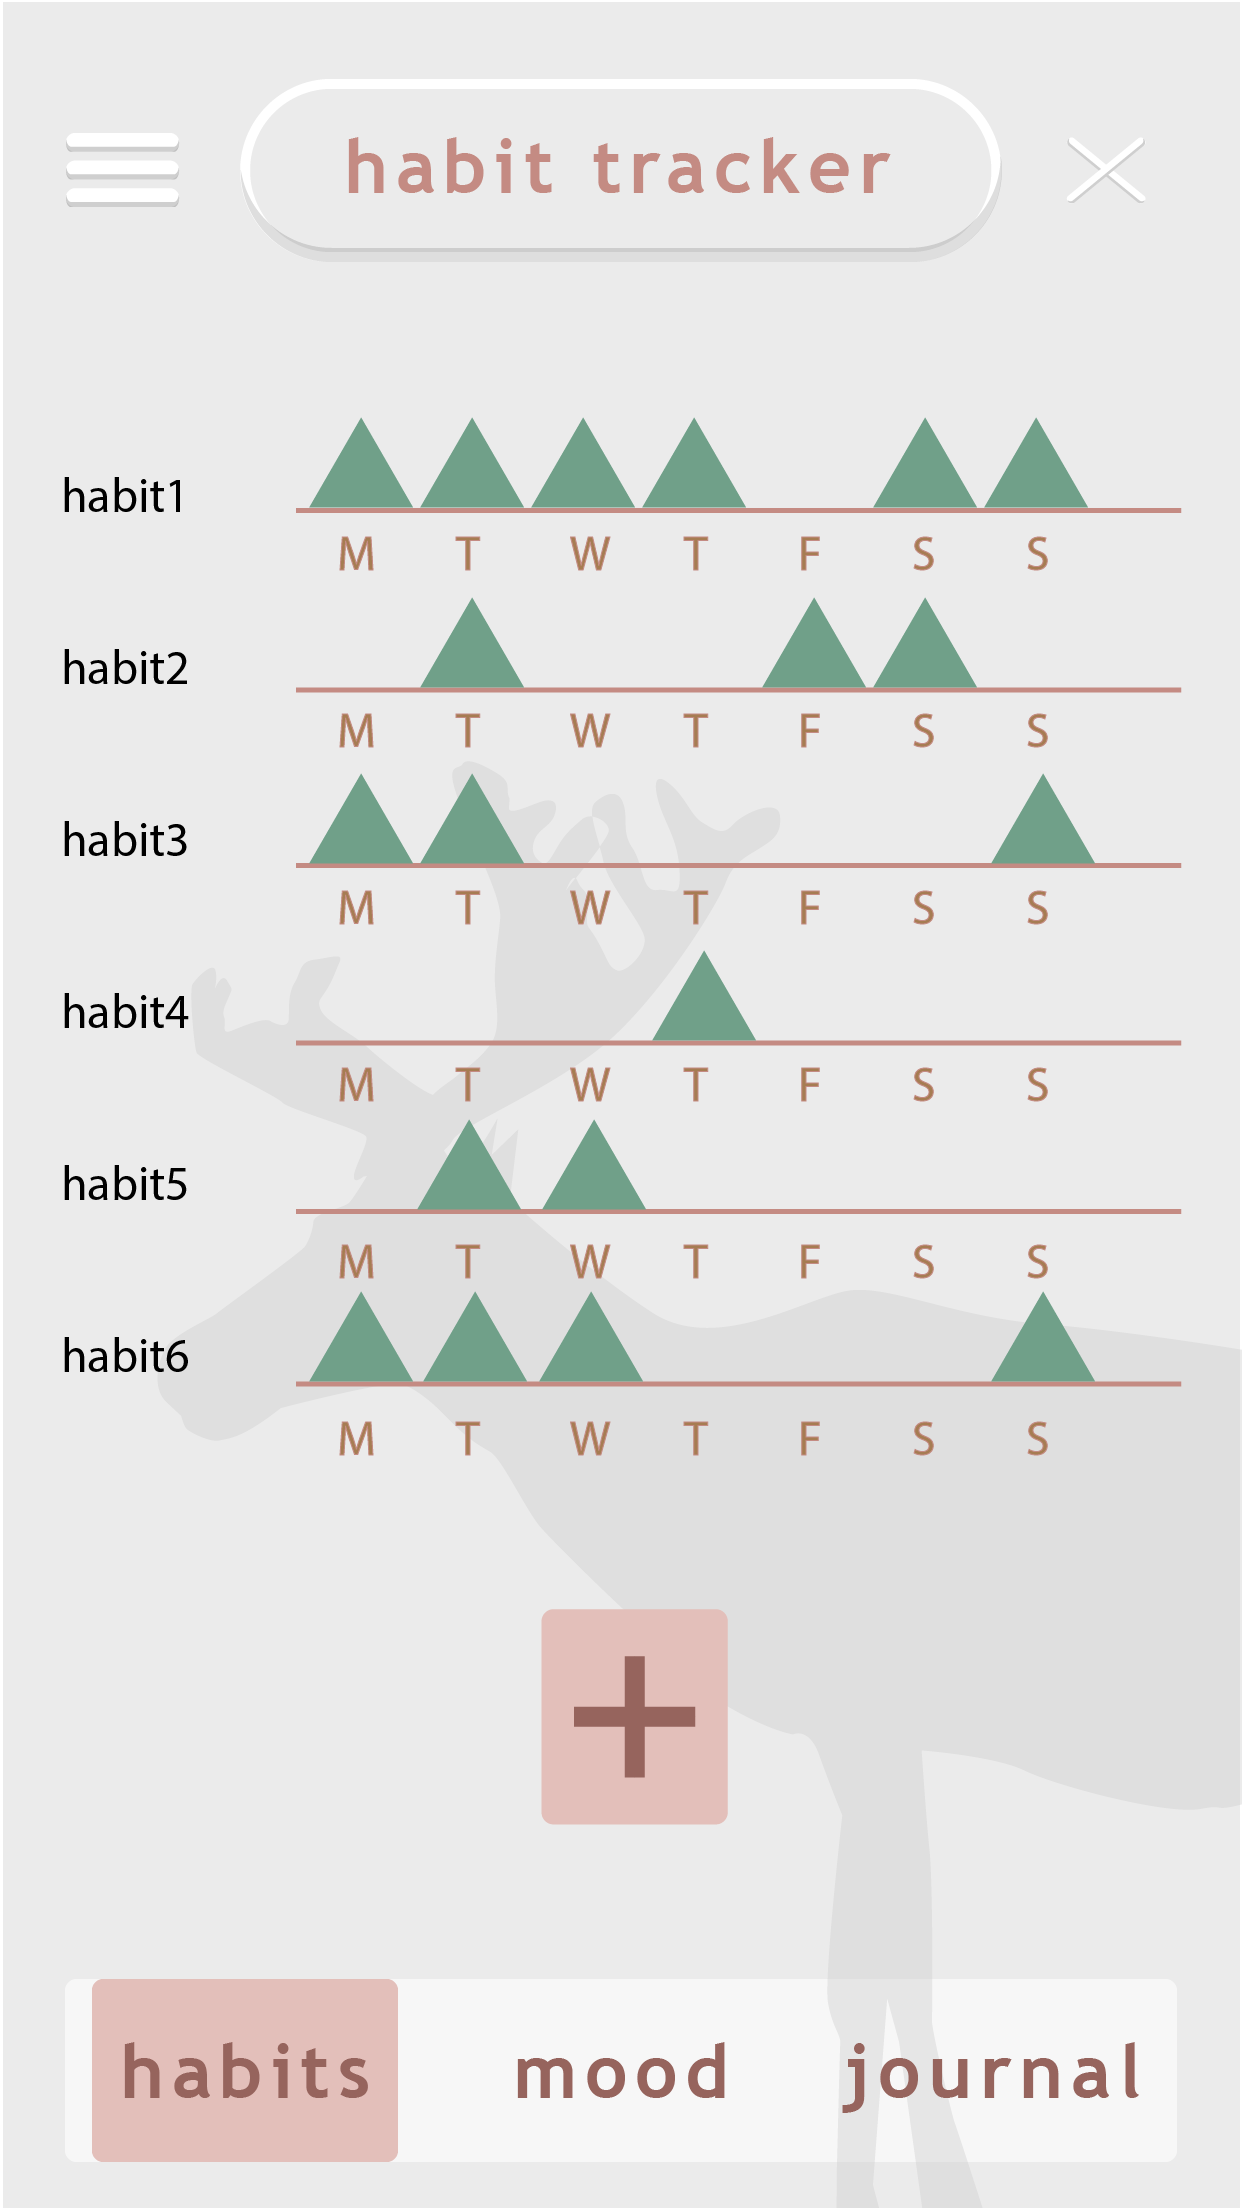 habit tracker
habit1
M T W T F S S
habit2
M T W T F S S
habit3
M T W T F S S
habit4
M T W T F S S
habit5
M T W T F S S
habit6
M T W T F S S
habits mood journal